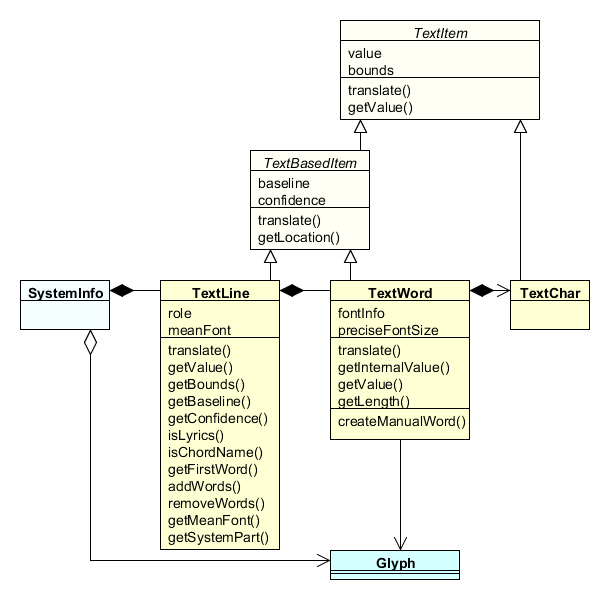 TextItem
value
bounds
translate()
getValue()
TextBasedItem
baseline
confidence
translate()
getLocation()
SystemInfo
TextLine
role
meanFont
translate()
getValue()
getBounds()
getBaseline()
getConfidence()
isLyrics()
isChordName()
getFirstWord()
addWords()
removeWords()
getMeanFont()
getSystemPart()
TextWord
fontInfo
preciseFontSize
translate()
getInternalValue()
getValue()
getLength()
createManualWord()
TextChar
Glyph